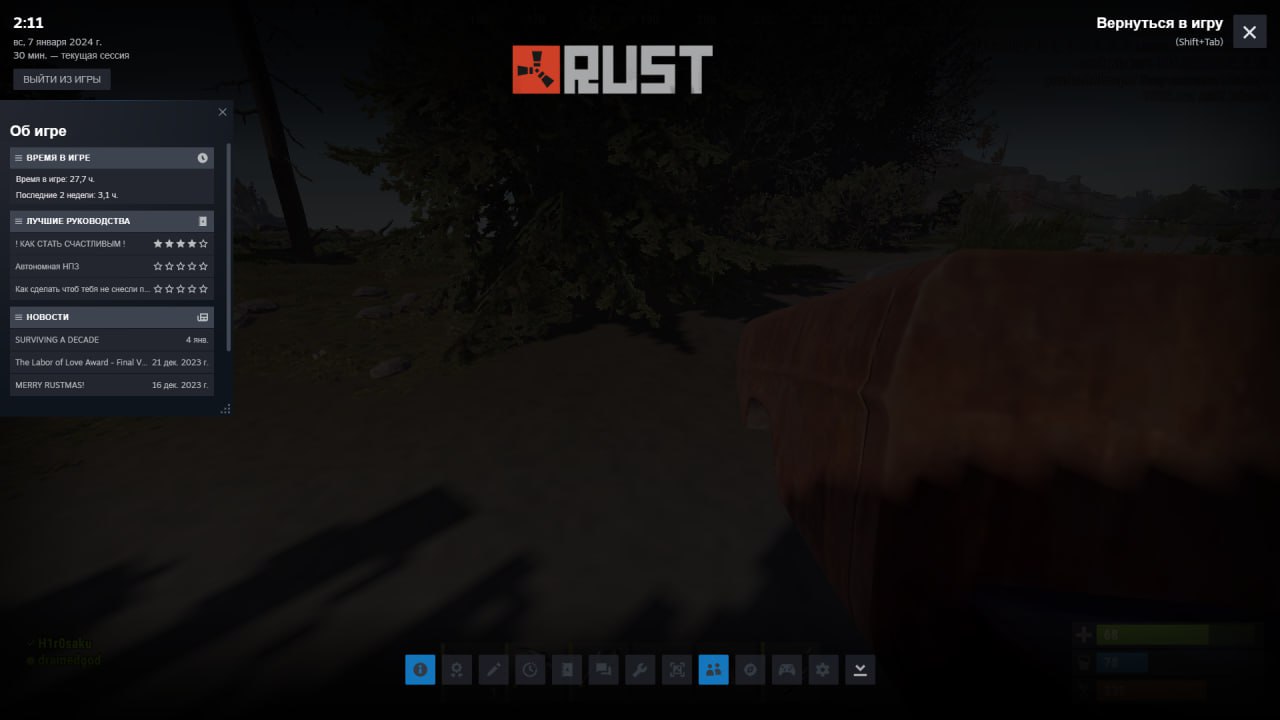 2:11
вс, 7 января 2024 г.
30 мин. — текущая сессия
ВЫЙТИ ИЗ ИГРЫ
RUST
Вернуться в игру
(Shift+Tab)
Об игре
ВРЕМЯ В ИГРЕ
Время в игре: 27,7 ч.
Последние 2 недели: 3,1 ч.
ЛУЧШИЕ РУКОВОДСТВА
! КАК СТАТЬ СЧАСТЛИВЫМ !
Автономная НПЗ
Как сделать чтоб тебя не снесли п...
НОВОСТИ
SURVIVING A DECADE 4 янв.
The Labor of Love Award - Final V... 21 дек. 2023 г.
MERRY RUSTMAS! 16 дек. 2023 г.
H1r0saku
dramedgod
68
78